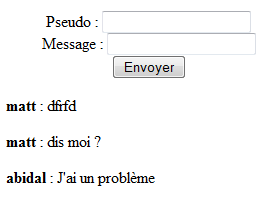 Pseudo :
Message :
Envoyer
matt : dfrfd
matt : dis moi ?
abidal : J'ai un problème